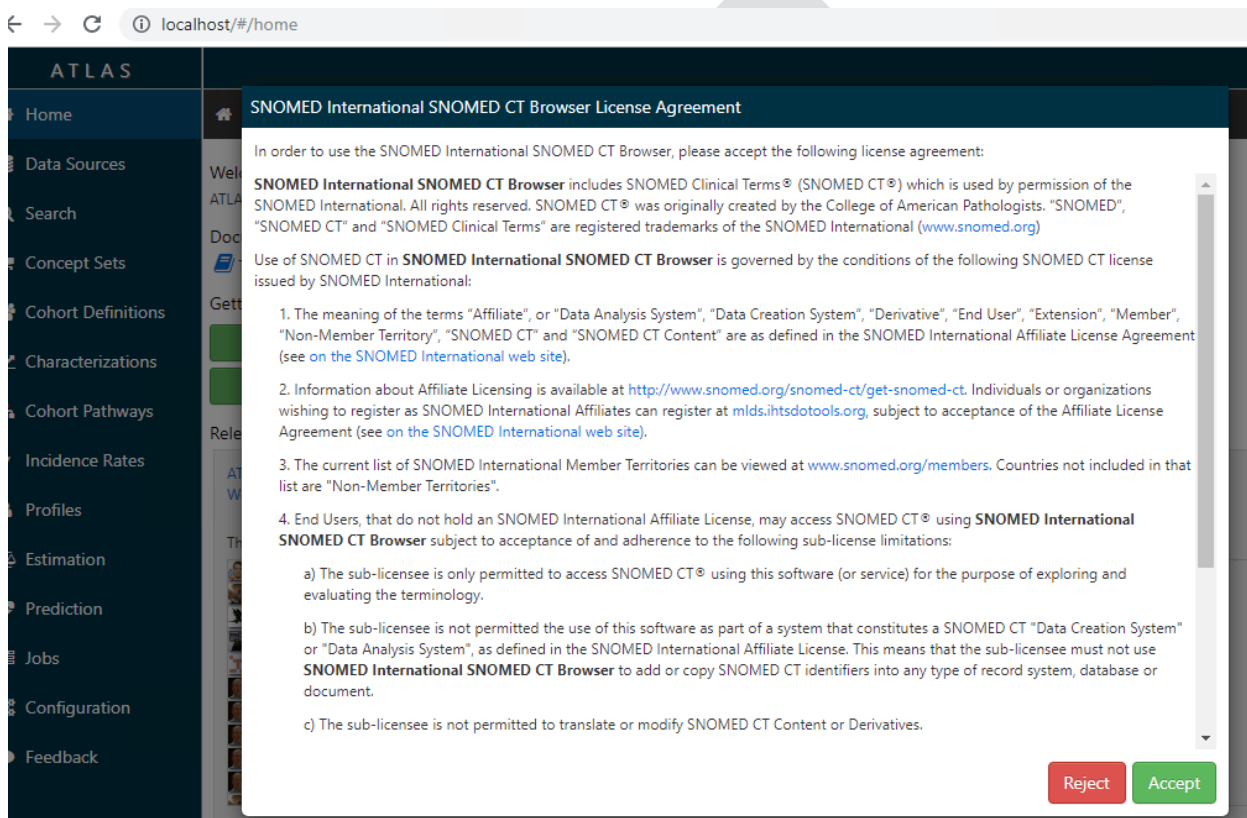 localhost/#/home
ATLAS
Home
Data Sources
Search
Concept Sets
Cohort Definitions
Characterizations
Cohort Pathways
Incidence Rates
Profiles
Estimation
Prediction
Jobs
Configuration
Feedback
SNOMED International SNOMED CT Browser License Agreement
In order to use the SNOMED International SNOMED CT Browser, please accept the following license agreement:
SNOMED International SNOMED CT Browser includes SNOMED Clinical Terms® (SNOMED CT®) which is used by permission of the
SNOMED International. All rights reserved. SNOMED CT® was originally created by the College of American Pathologists. “SNOMED”,
“SNOMED CT” and “SNOMED Clinical Terms” are registered trademarks of the SNOMED International (www.snomed.org)
Use of SNOMED CT in SNOMED International SNOMED CT Browser is governed by the conditions of the following SNOMED CT license
issued by SNOMED International:
1. The meaning of the terms “Affiliate”, or “Data Analysis System”, “Data Creation System”, “Derivative”, “End User”, “Extension”, “Member”,
“Non-Member Territory”, “SNOMED CT” and “SNOMED CT Content” are as defined in the SNOMED International Affiliate License Agreement
(see on the SNOMED International web site).
2. Information about Affiliate Licensing is available at http://www.snomed.org/snomed-ct/get-snomed-ct. Individuals or organizations
wishing to register as SNOMED International Affiliates can register at mlds.ihtsdotools.org, subject to acceptance of the Affiliate License
Agreement (see on the SNOMED International web site).
3. The current list of SNOMED International Member Territories can be viewed at www.snomed.org/members. Countries not included in that
list are "Non-Member Territories".
4. End Users, that do not hold an SNOMED International Affiliate License, may access SNOMED CT® using SNOMED International
SNOMED CT Browser subject to acceptance of and adherence to the following sub-license limitations:
a) The sub-licensee is only permitted to access SNOMED CT® using this software (or service) for the purpose of exploring and
evaluating the terminology.
b) The sub-licensee is not permitted the use of this software as part of a system that constitutes a SNOMED CT "Data Creation System"
or "Data Analysis System", as defined in the SNOMED International Affiliate License. This means that the sub-licensee must not use
SNOMED International SNOMED CT Browser to add or copy SNOMED CT identifiers into any type of record system, database or
document.
c) The sub-licensee is not permitted to translate or modify SNOMED CT Content or Derivatives.
Reject
Accept